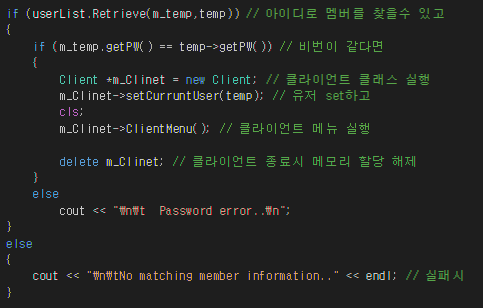 if (userList.Retrieve(m_temp,temp)) // 아이디로 멤버를 찾을수 있고
{
if (m_temp.getPW() == temp->getPW()) // 비번이 같다면
{
Client *m_Clinet = new Client; // 클라이언트 클래스 실행
m_Clinet->setCurruntUser(temp); // 유저 set하고
cls;
m_Clinet->ClientMenu(); // 클라이언트 메뉴 실행
delete m_Clinet; // 클라이언트 종료시 메모리 할당 해제
}
else
cout << "₩n₩t  Password error..₩n";
}
else
{
cout << "₩n₩tNo matching member information.." << endl; // 실패시
}